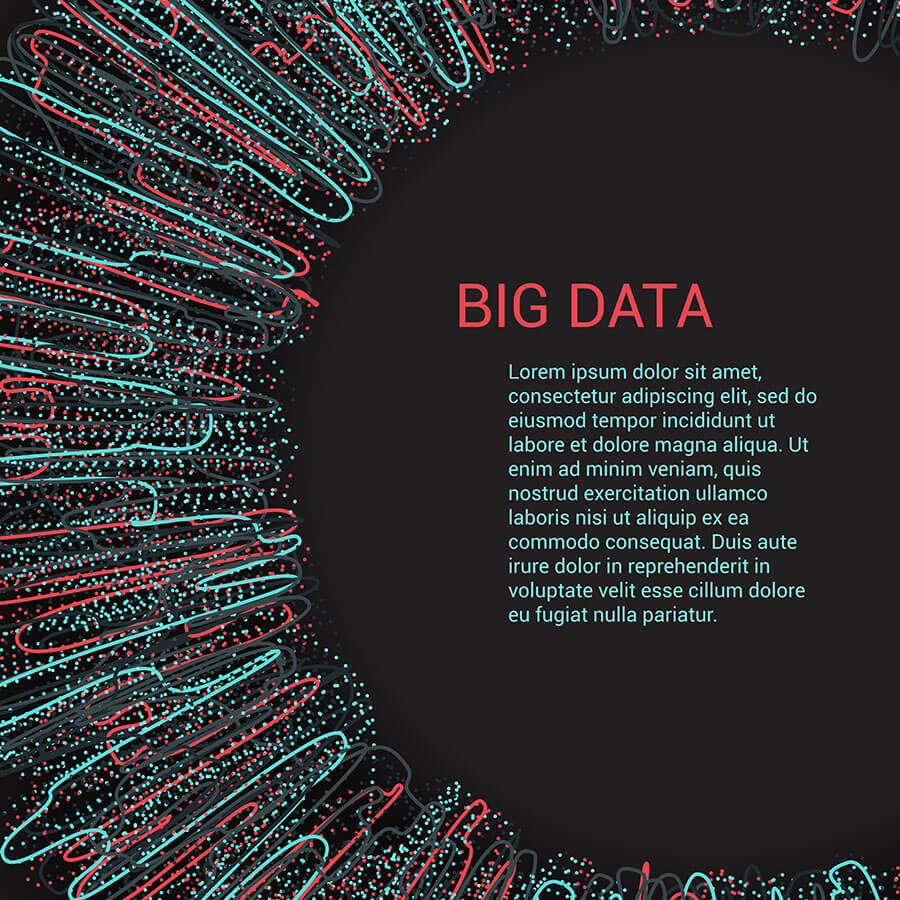 BIG DATA
Lorem ipsum dolor sit amet,
consectetur adipiscing elit, sed do
eiusmod tempor incididunt ut
labore et dolore magna aliqua. Ut
enim ad minim veniam, quis
nostrud exercitation ullamco
laboris nisi ut aliquip ex ea
commodo consequat. Duis aute
irure dolor in reprehenderit in
voluptate velit esse cillum dolore
eu fugiat nulla pariatur.